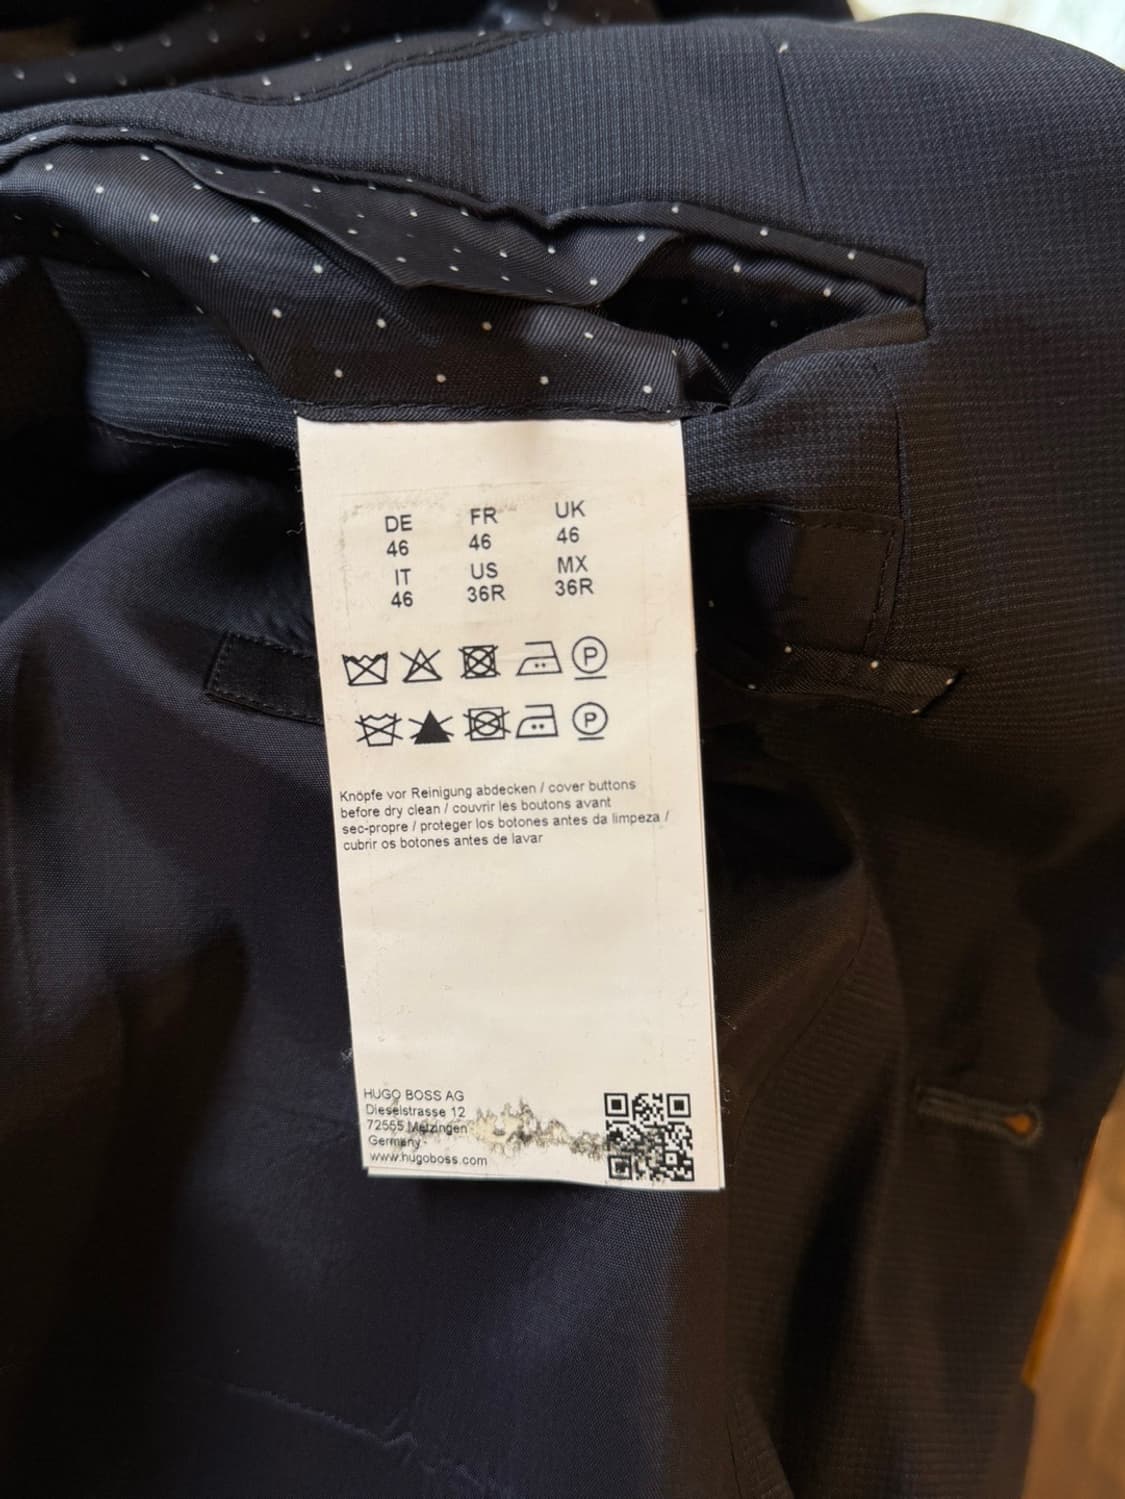 DE FR UK
46 46 46
IT US MX
46 36R 36R
P
P
Knöpfe vor Reinigung abdecken / cover buttons
before dry clean / couvrir les boutons avant
sec-propre / proteger los botones antes da limpeza /
cubrir os botones antes de lavar
HUGO BOSS AG
Dieselstrasse 12
72555 Metzingen
Germany
www.hugoboss.com